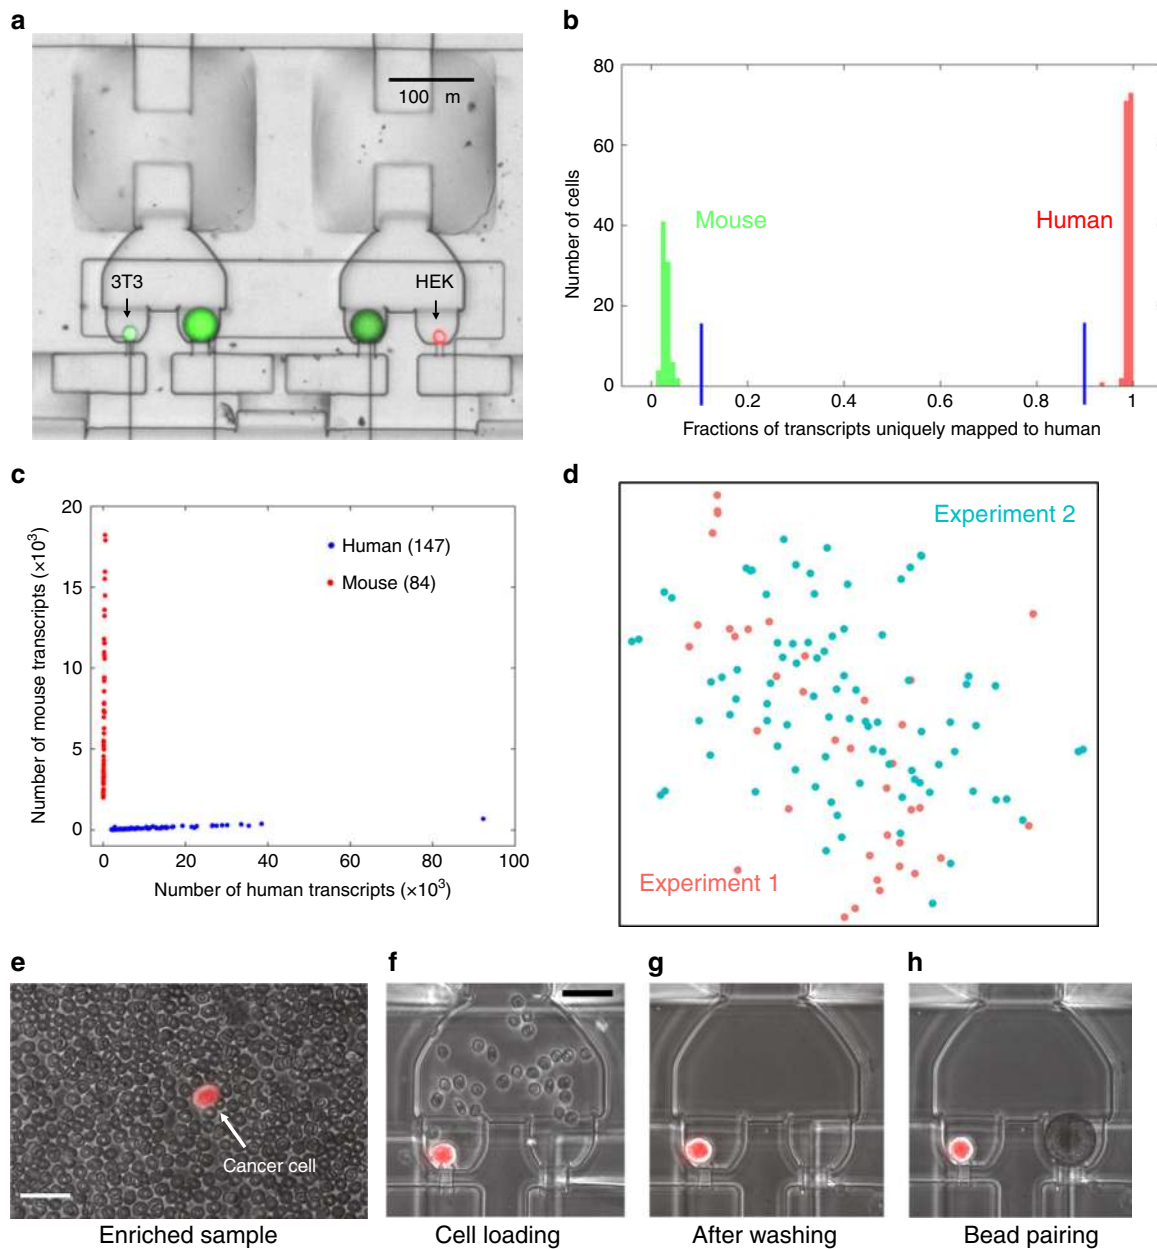 a
100 m
3T3
HEK
b
80
60
40
20
0
Number of cells
Mouse
Human
0 0.2 0.4 0.6 0.8 1
Fractions of transcripts uniquely mapped to human
c
20
15
10
5
0
Number of mouse transcripts (×10³)
Human (147)
Mouse (84)
0 20 40 60 80 100
Number of human transcripts (×10³)
d
Experiment 2
Experiment 1
e
Cancer cell
Enriched sample
f
Cell loading
g
After washing
h
Bead pairing